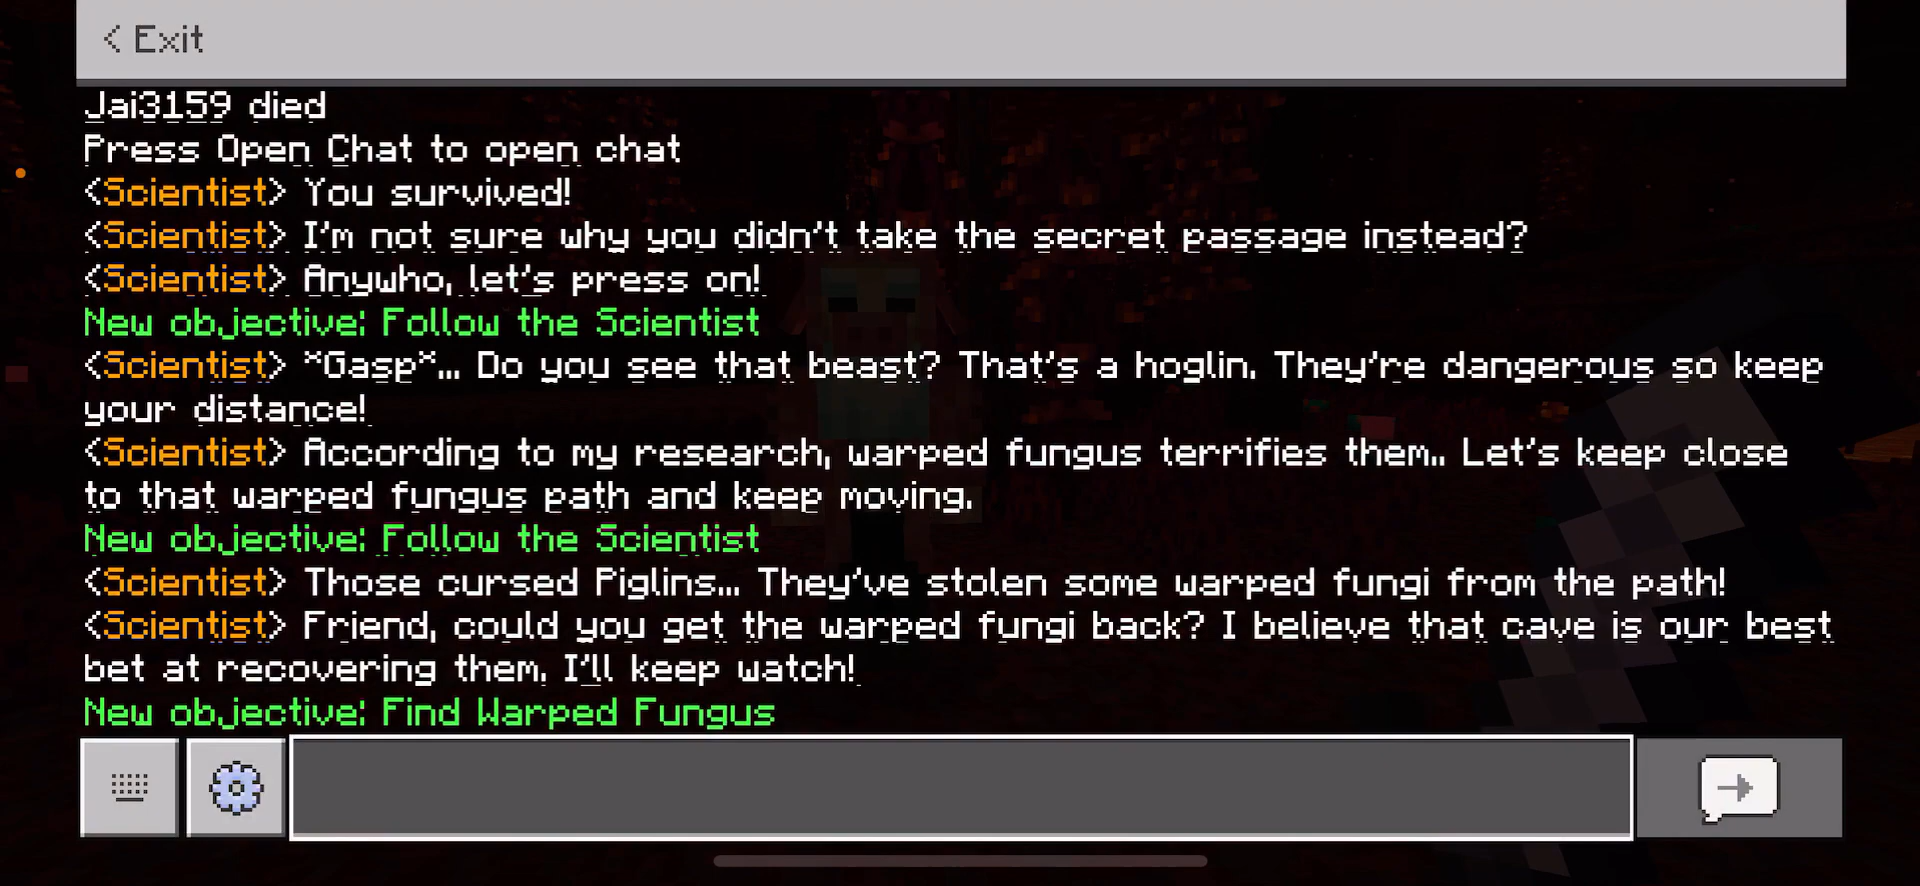 < Exit
Jai3159 died
Press Open Chat to open chat
<Scientist> You survived!
<Scientist> I'm not sure why you didn't take the secret passage instead?
<Scientist> Anywho, let's press on!
New objective: Follow the Scientist
<Scientist> *Gasp*... Do you see that beast? That's a hoglin. They're dangerous so keep
your distance!
<Scientist> According to my research, warped fungus terrifies them.. Let's keep close
to that warped fungus path and keep moving.
New objective: Follow the Scientist
<Scientist> Those cursed Piglins... They've stolen some warped fungi from the path!
<Scientist> Friend, could you get the warped fungi back? I believe that cave is our best
bet at recovering them. I'll keep watch!
New objective: Find Warped Fungus